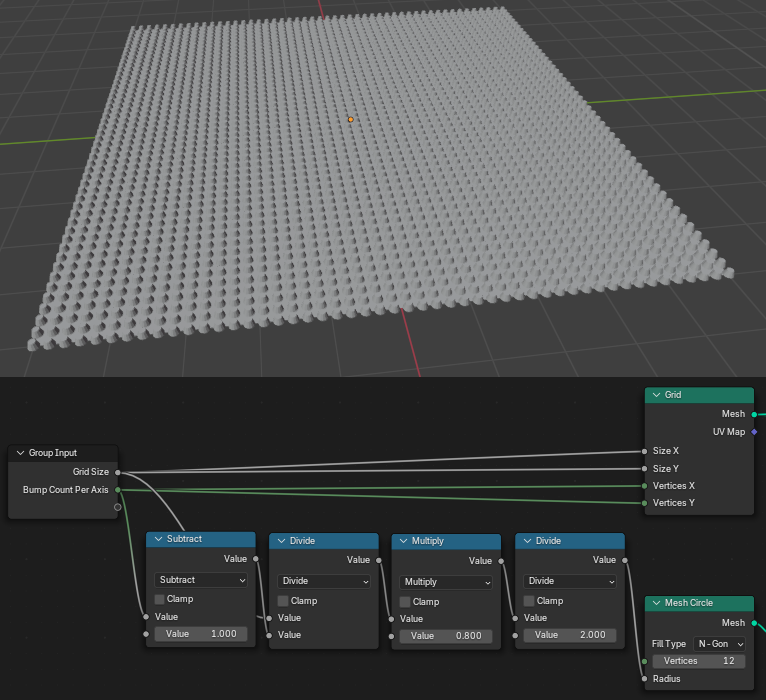 Grid
Mesh
UV Map
Size X
Size Y
Vertices X
Vertices Y
Group Input
Grid Size
Bump Count Per Axis
Subtract
Value
Subtract
Clamp
Value
Value 1.000
Divide
Value
Divide
Clamp
Value
Value
Multiply
Value
Multiply
Clamp
Value
Value 0.800
Divide
Value
Divide
Clamp
Value
Value 2.000
Mesh Circle
Mesh
Fill Type N-Gon
Vertices 12
Radius